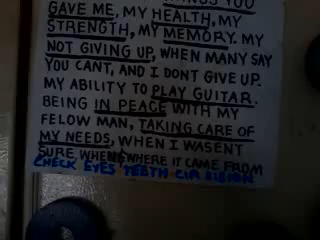 THINGS YOU
GAVE ME, MY HEALTH, MY
STRENGTH, MY MEMORY. MY
NOT GIVING UP, WHEN MANY SAY
YOU CANT, AND I DONT GIVE UP.
MY ABILITY TO PLAY GUITAR.
BEING IN PEACE WITH MY
FELOW MAN, TAKING CARE OF
MY NEEDS, WHEN I WASENT
SURE WHEN WHERE IT CAME FROM
CHECK EYES TEETH